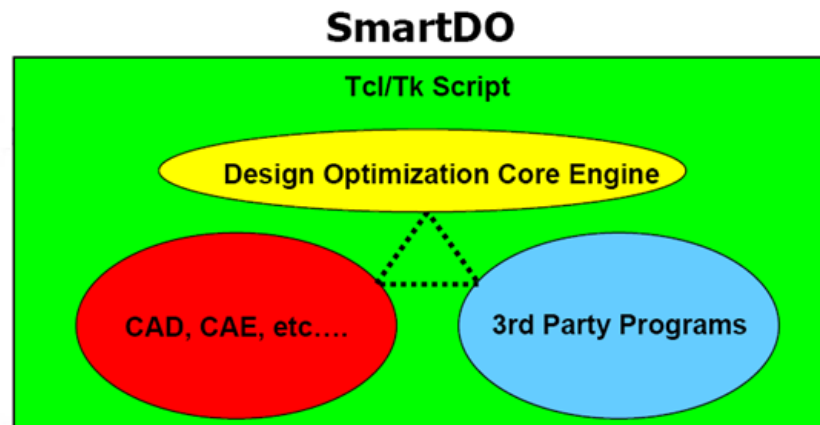 SmartDO
Tcl/Tk Script
Design Optimization Core Engine
CAD, CAE, etc....
3rd Party Programs